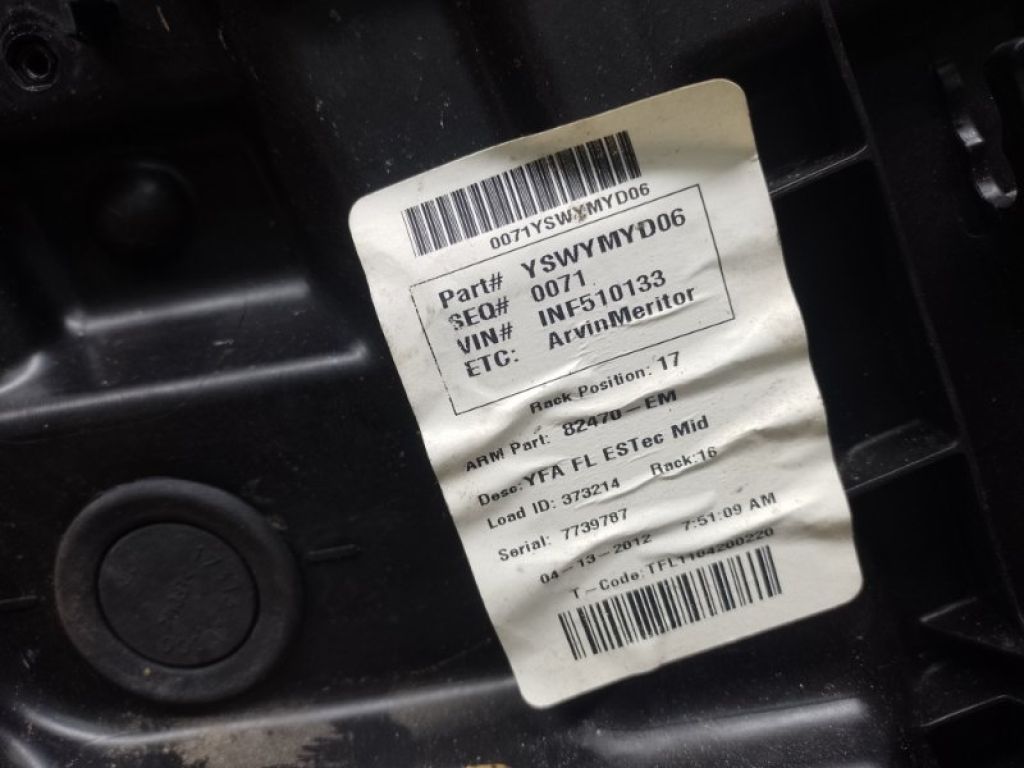 0071YSWYMYD06
Part# YSWYMYD06
SEQ# 0071
VIN# INF510133
ETC: ArvinMeritor
Rack Position: 17
ARM Part: 82470-EM
Desc: YFA FL ESTec Mid
Load ID: 373214 Rack:16
Serial: 7739787
04-13-2012 7:51:09 AM
T-Code: TFL1104200220